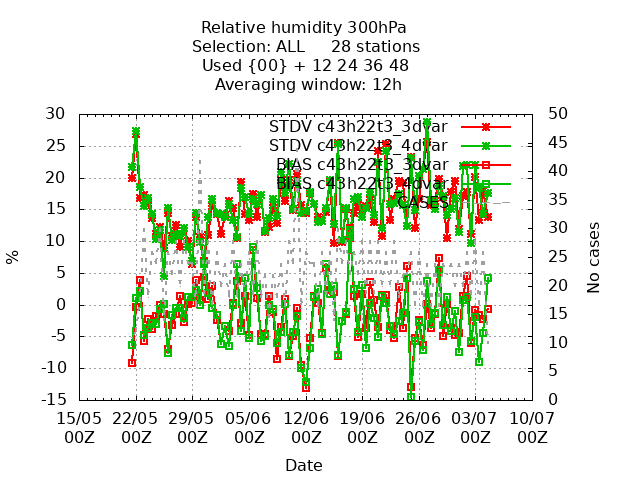 Relative humidity 300hPa
Selection: ALL 28 stations
Used {00} + 12 24 36 48
Averaging window: 12h
30 50
STDV c43h22t3_3dvar
25 45
STDV c43h22t3_4dvar
40
BIAS c43h22t3_3dvar
20
BIAS c43h22t3_4dvar
35
CASES
15 30
10
25
5
20
0
15
-5 10
-10 5
-15 0
% No cases
15/05 22/05 29/05 05/06 12/06 19/06 26/06 03/07 10/07
00Z 00Z 00Z 00Z 00Z 00Z 00Z 00Z 00Z
Date